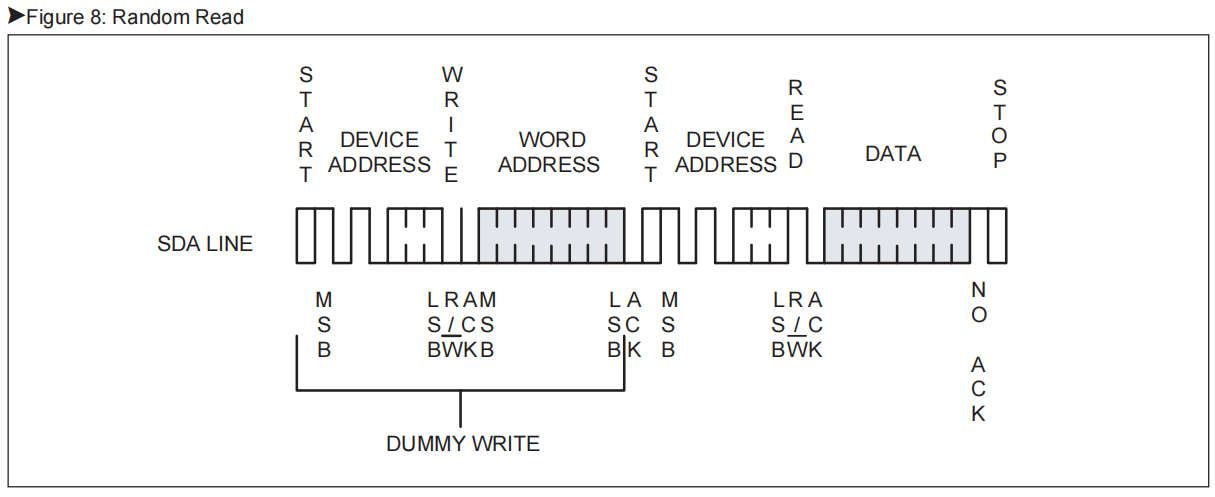 ➤Figure 8: Random Read
START
DEVICE
ADDRESS
WRITE
WORD
ADDRESS
START
DEVICE
ADDRESS
READ
DATA
STOP
SDA LINE
MSB
LSB
R/W
ACK
MSB
LSB
ACK
MSB
LSB
R/W
ACK
NO ACK
DUMMY WRITE